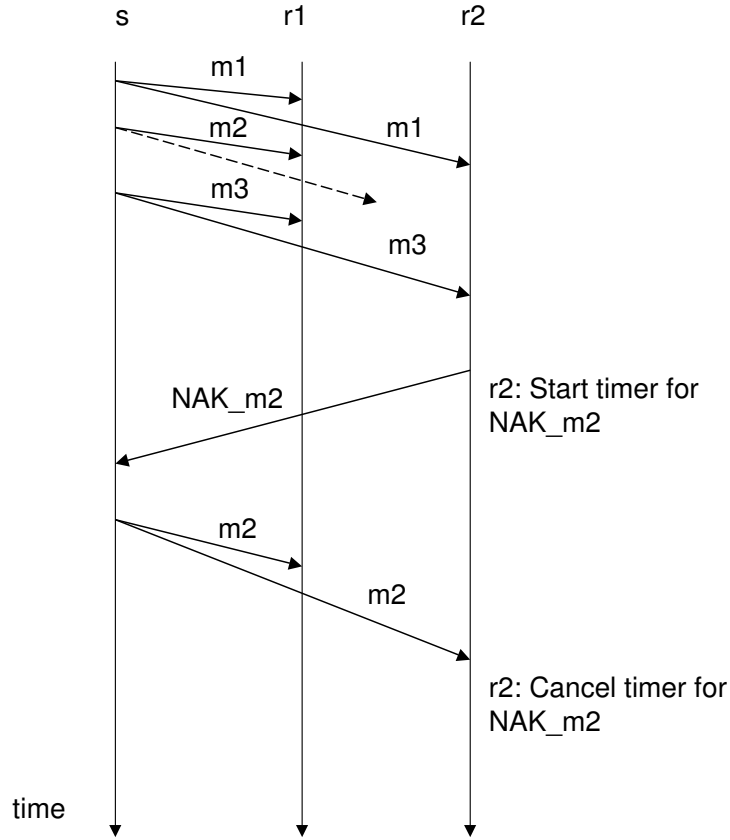 s
r1
r2
m1
m1
m2
m3
m3
r2: Start timer for
NAK_m2
NAK_m2
m2
m2
r2: Cancel timer for
NAK_m2
time